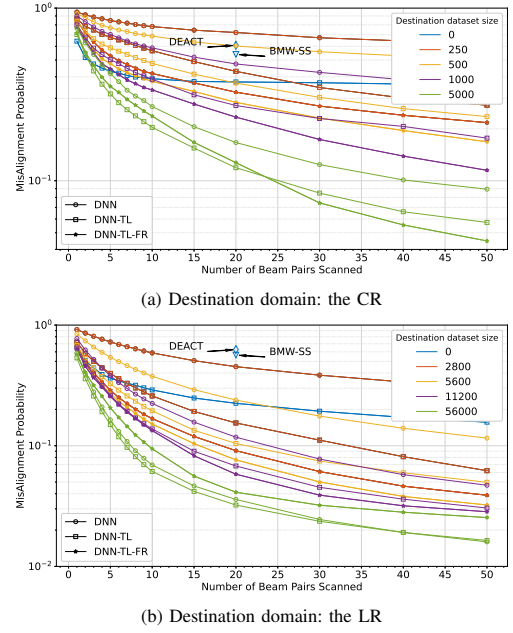 10⁰
10⁻¹
MisAlignment Probability
DEACT
BMW-SS
Destination dataset size
0
250
500
1000
5000
DNN
DNN-TL
DNN-TL-FR
0 5 10 15 20 25 30 35 40 45 50
Number of Beam Pairs Scanned
(a) Destination domain: the CR
10⁰
10⁻¹
10⁻²
MisAlignment Probability
DEACT
BMW-SS
Destination dataset size
0
2800
5600
11200
56000
DNN
DNN-TL
DNN-TL-FR
0 5 10 15 20 25 30 35 40 45 50
Number of Beam Pairs Scanned
(b) Destination domain: the LR